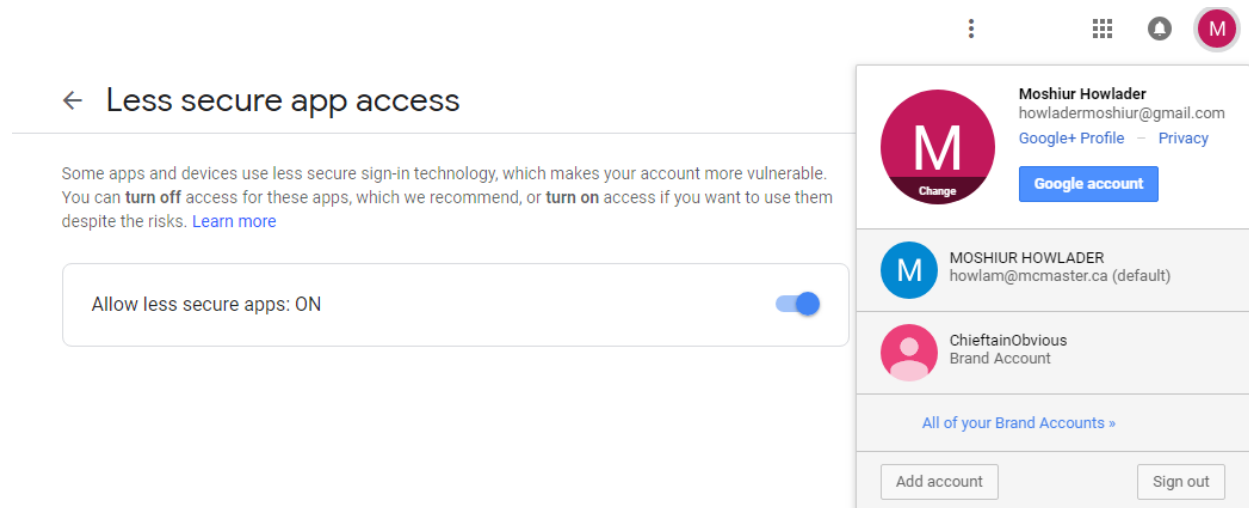 M
Less secure app access
Some apps and devices use less secure sign-in technology, which makes your account more vulnerable.
You can turn off access for these apps, which we recommend, or turn on access if you want to use them
despite the risks. Learn more
Allow less secure apps: ON
M
Change
Moshiur Howlader
howladermoshiur@gmail.com
Google+ Profile – Privacy
Google account
M
MOSHIUR HOWLADER
howlam@mcmaster.ca (default)
ChieftainObvious
Brand Account
All of your Brand Accounts »
Add account
Sign out